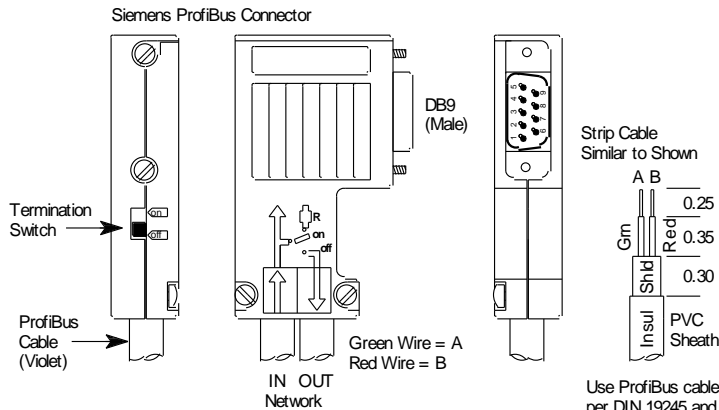 Siemens ProfiBus Connector
DB9
(Male)
5
4
3
2
1
9
8
7
6
Strip Cable
Similar to Shown
A B
0.25
Grn
Red
0.35
Shld
0.30
Insul
PVC
Sheath
Termination
Switch
on
off
R
on
off
ProfiBus
Cable
(Violet)
Green Wire = A
Red Wire = B
IN OUT
Network
Use ProfiBus cable
per DIN 19245 and